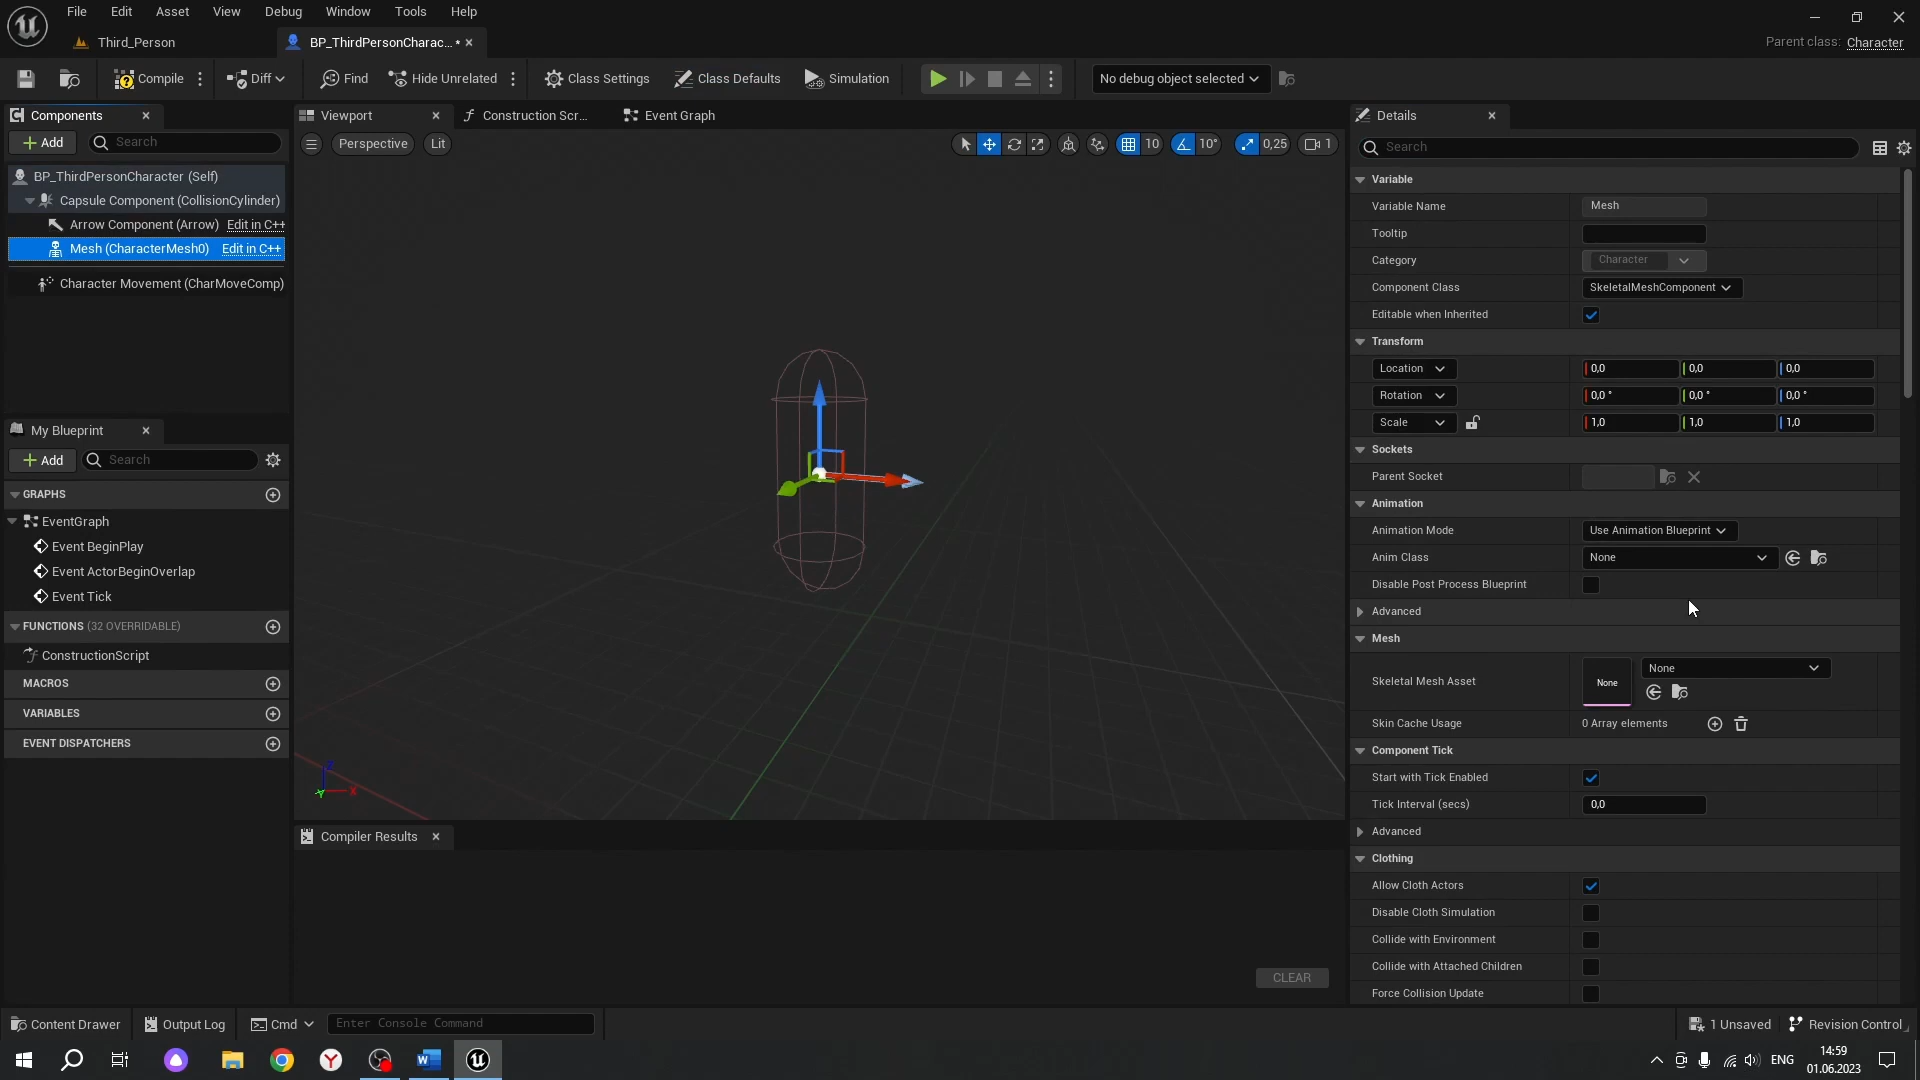 File Edit Asset View Debug Window Tools Help
Third_Person
BP_ThirdPersonCharac... *
Parent class: Character
Compile
Diff
Find
Hide Unrelated
Class Settings
Class Defaults
Simulation
No debug object selected
Components
Add
Search
BP_ThirdPersonCharacter (Self)
Capsule Component (CollisionCylinder)
Arrow Component (Arrow) Edit in C++
Mesh (CharacterMesh0) Edit in C++
Character Movement (CharMoveComp)
My Blueprint
Add
Search
GRAPHS
EventGraph
Event BeginPlay
Event ActorBeginOverlap
Event Tick
FUNCTIONS (32 OVERRIDABLE)
ConstructionScript
MACROS
VARIABLES
EVENT DISPATCHERS
Viewport
Construction Scr...
Event Graph
Perspective
Lit
10
10°
0,25
1
Z
X
Y
Compiler Results
CLEAR
Details
Search
Variable
Variable Name Mesh
Tooltip
Category Character
Component Class SkeletalMeshComponent
Editable when Inherited
Transform
Location 0,0 0,0 0,0
Rotation 0,0 ° 0,0 ° 0,0 °
Scale 1,0 1,0 1,0
Sockets
Parent Socket
Animation
Animation Mode Use Animation Blueprint
Anim Class None
Disable Post Process Blueprint
Advanced
Mesh
Skeletal Mesh Asset None None
Skin Cache Usage 0 Array elements
Component Tick
Start with Tick Enabled
Tick Interval (secs) 0,0
Advanced
Clothing
Allow Cloth Actors
Disable Cloth Simulation
Collide with Environment
Collide with Attached Children
Force Collision Update
Content Drawer
Output Log
Cmd
Enter Console Command
1 Unsaved
Revision Control
ENG
14:59
01.06.2023